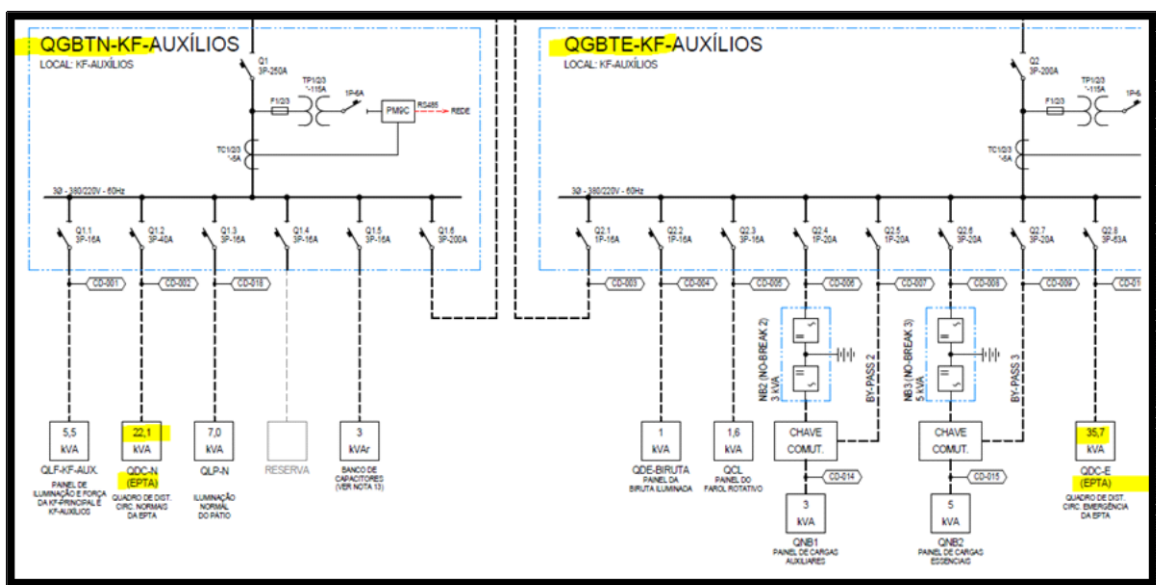 QGBTN-KF-AUXÍLIOS
LOCAL: KF-AUXÍLIOS
Q1
3P-250A
TP1/2/3
*-115A
F1/2/3
1P-6A
PM9C
RS485
REDE
TC1/2/3
*-5A
3Ø - 380/220V - 60Hz
Q1.1
3P-16A
Q1.2
3P-40A
Q1.3
3P-16A
Q1.4
3P-16A
Q1.5
3P-16A
Q1.6
3P-200A
CD-001
CD-002
CD-018
5,5
kVA
QLF-KF-AUX.
PAINEL DE
ILUMINAÇÃO E FORÇA
DA KF-PRINCIPAL E
KF-AUXÍLIOS
22,1
kVA
QDC-N
(EPTA)
QUADRO DE DIST.
CIRC. NORMAIS
DA EPTA
7,0
kVA
QLP-N
ILUMINAÇÃO
NORMAL
DO PÁTIO
RESERVA
3
kVAr
BANCO DE
CAPACITORES
(VER NOTA 13)
QGBTE-KF-AUXÍLIOS
LOCAL: KF-AUXÍLIOS
Q2
3P-200A
TP1/2/3
*-115A
F1/2/3
TC1/2/3
*-5A
3Ø - 380/220V - 60Hz
Q2.1
1P-16A
Q2.2
1P-16A
Q2.3
3P-16A
Q2.4
1P-20A
Q2.5
1P-20A
Q2.6
3P-20A
Q2.7
3P-20A
Q2.8
3P-63A
CD-003
CD-004
CD-005
CD-006
CD-007
CD-008
CD-009
NB2 (NO-BREAK 2)
3 kVA
BY-PASS 2
NB3 (NO-BREAK 3)
5 kVA
BY-PASS 3
1
kVA
QDE-BIRUTA
PAINEL DA
BIRUTA ILUMINADA
1,6
kVA
QCL
PAINEL DO
FAROL ROTATIVO
CHAVE
COMUT.
CD-014
3
kVA
QNB1
PAINEL DE CARGAS
AUXILIARES
CHAVE
COMUT.
CD-015
5
kVA
QNB2
PAINEL DE CARGAS
ESSENCIAIS
35,7
kVA
QDC-E
(EPTA)
QUADRO DE DIST.
CIRC. EMERGÊNCIA
DA EPTA